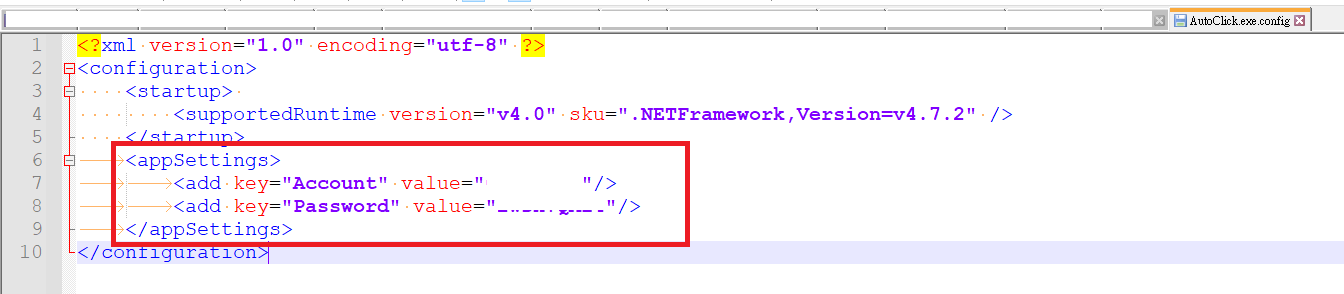 AutoClick.exe.config
1 <?xml version="1.0" encoding="utf-8" ?>
2 <configuration>
3 <startup>
4 <supportedRuntime version="v4.0" sku=".NETFramework,Version=v4.7.2" />
5 </startup>
6 <appSettings>
7 <add key="Account" value=" "/>
8 <add key="Password" value=" "/>
9 </appSettings>
10 </configuration>